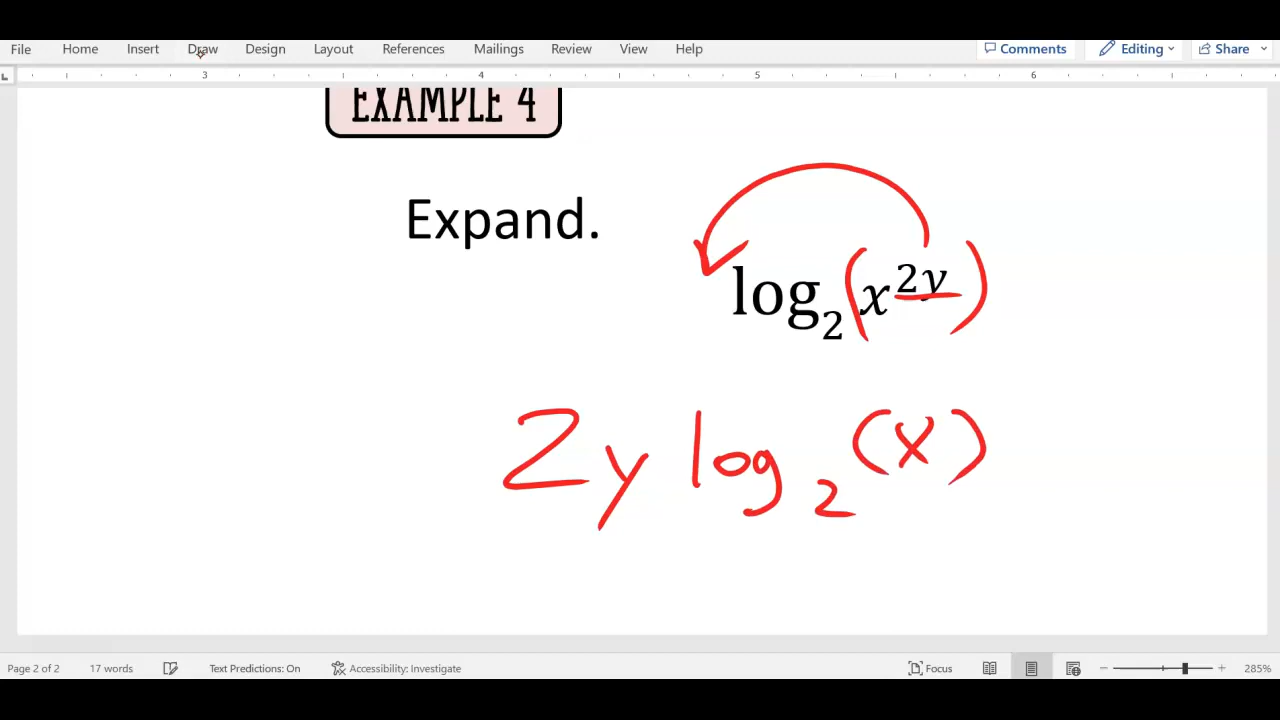 File Home Insert Draw Design Layout References Mailings Review View Help Comments Editing Share
3 4 5 6
EXAMPLE 4
Expand.
log₂(x^{2y})
2y log₂(x)
Page 2 of 2 17 words Text Predictions: On Accessibility: Investigate Focus 285%